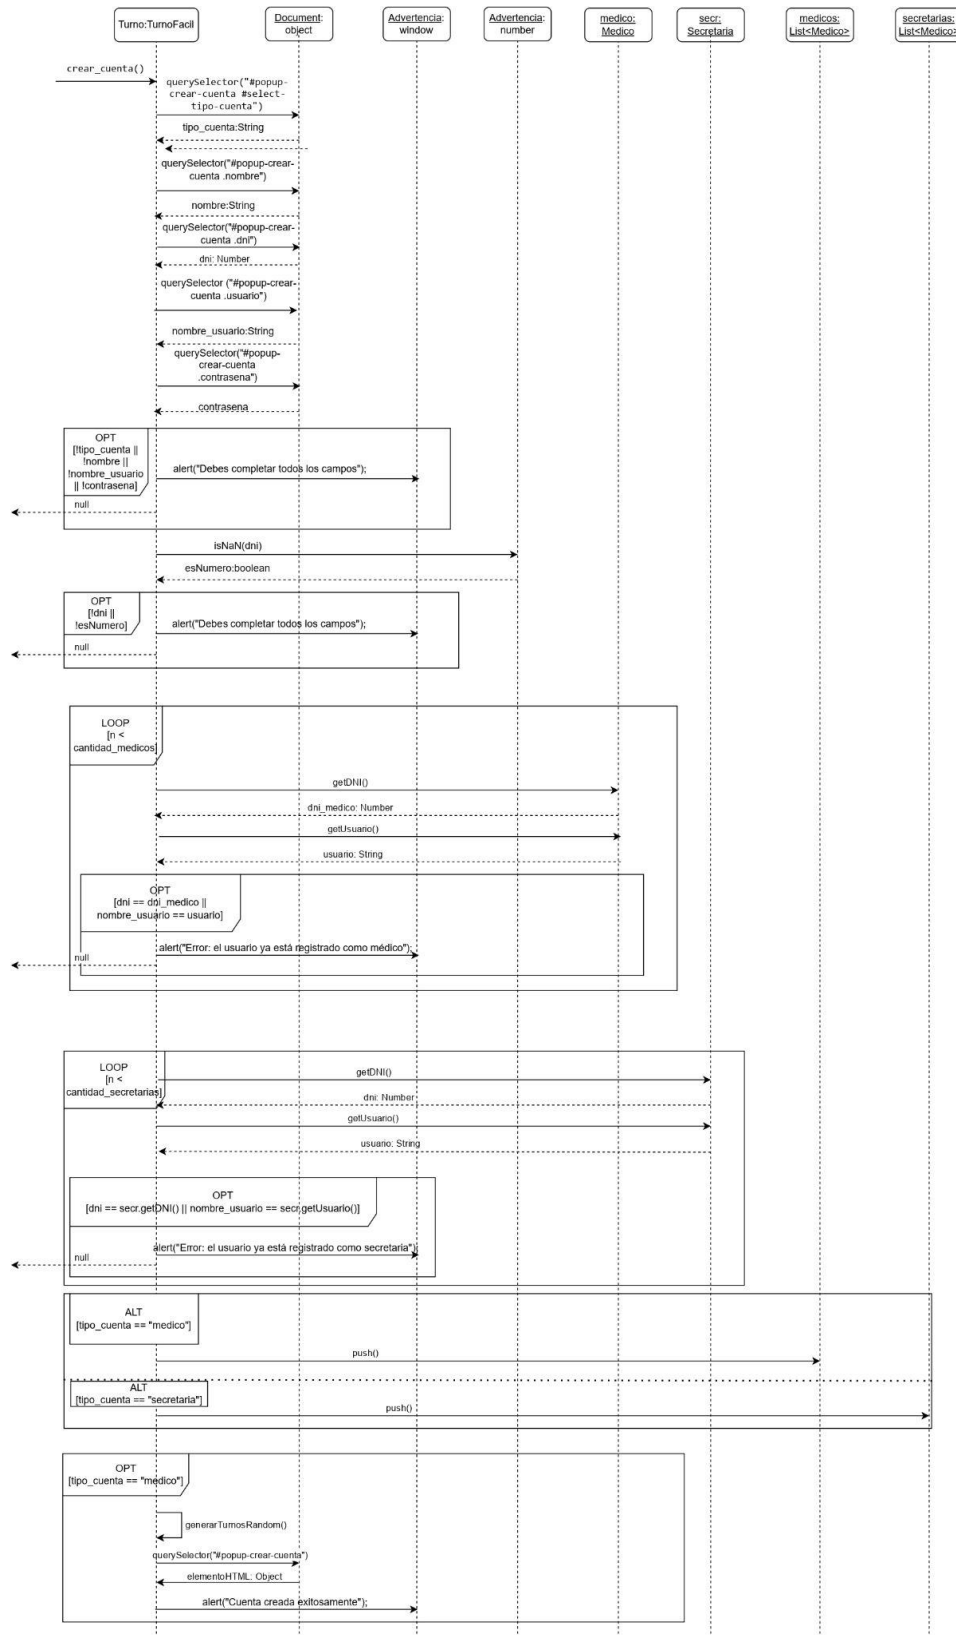 Turno:TurnoFacil
Document:
object
Advertencia:
window
Advertencia:
number
medico:
Medico
secr:
Secretaria
medicos:
List<Medico>
secretarias:
List<Medico>
crear_cuenta()
querySelector("#popup-
crear-cuenta #select-
tipo-cuenta")
tipo_cuenta:String
querySelector("#popup-crear-
cuenta .nombre")
nombre:String
querySelector("#popup-crear-
cuenta .dni")
dni: Number
querySelector ("#popup-crear-
cuenta .usuario")
nombre_usuario:String
querySelector("#popup-
crear-cuenta
.contrasena")
contrasena
OPT
[!tipo_cuenta ||
!nombre ||
!nombre_usuario
|| !contrasena]
alert("Debes completar todos los campos");
null
isNaN(dni)
esNumero:boolean
OPT
[!dni ||
!esNumero]
alert("Debes completar todos los campos");
null
LOOP
[n <
cantidad_medicos]
getDNI()
dni_medico: Number
getUsuario()
usuario: String
OPT
[dni == dni_medico ||
nombre_usuario == usuario]
alert("Error: el usuario ya está registrado como médico");
null
LOOP
[n <
cantidad_secretarias]
getDNI()
dni: Number
getUsuario()
usuario: String
OPT
[dni == secr.getDNI() || nombre_usuario == secr.getUsuario()]
alert("Error: el usuario ya está registrado como secretaria");
null
ALT
[tipo_cuenta == "medico"]
push()
ALT
[tipo_cuenta == "secretaria"]
push()
OPT
[tipo_cuenta == "medico"]
generarTurnosRandom()
querySelector("#popup-crear-cuenta")
elementoHTML: Object
alert("Cuenta creada exitosamente");